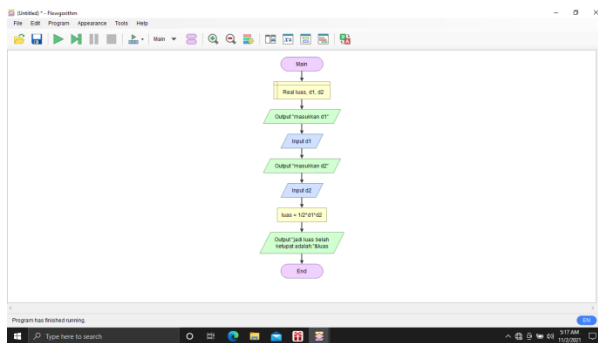 (Untitled) * - Flowgorithm
File Edit Program Appearance Tools Help
Main
Main
Real luas, d1, d2
Output "masukkan d1"
Input d1
Output "masukkan d2"
Input d2
luas = 1/2*d1*d2
Output "jadi luas belah
ketupat adalah "&luas
End
Program has finished running.
EN
Type here to search
5:17 AM
11/2/2021